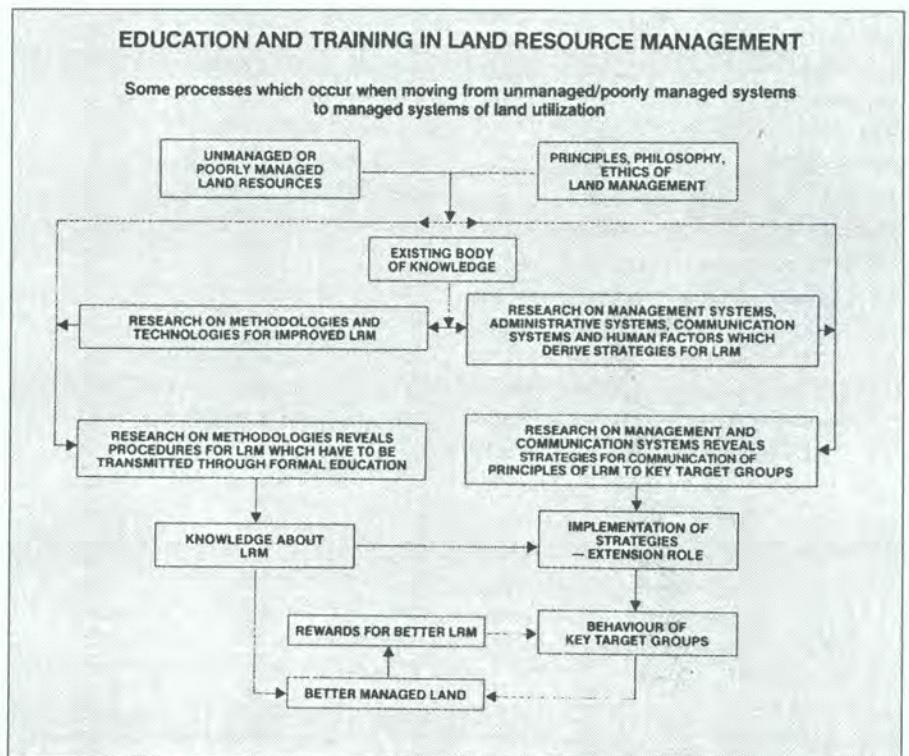 EDUCATION AND TRAINING IN LAND RESOURCE MANAGEMENT
Some processes which occur when moving from unmanaged/poorly managed systems
to managed systems of land utilization
UNMANAGED OR
POORLY MANAGED
LAND RESOURCES
PRINCIPLES, PHILOSOPHY,
ETHICS OF
LAND MANAGEMENT
EXISTING BODY
OF KNOWLEDGE
RESEARCH ON METHODOLOGIES AND
TECHNOLOGIES FOR IMPROVED LRM
RESEARCH ON MANAGEMENT SYSTEMS,
ADMINISTRATIVE SYSTEMS, COMMUNICATION
SYSTEMS AND HUMAN FACTORS WHICH
DERIVE STRATEGIES FOR LRM
RESEARCH ON METHODOLOGIES REVEALS
PROCEDURES FOR LRM WHICH HAVE TO BE
TRANSMITTED THROUGH FORMAL EDUCATION
RESEARCH ON MANAGEMENT AND
COMMUNICATION SYSTEMS REVEALS
STRATEGIES FOR COMMUNICATION OF
PRINCIPLES OF LRM TO KEY TARGET GROUPS
KNOWLEDGE ABOUT
LRM
IMPLEMENTATION OF
STRATEGIES
— EXTENSION ROLE
REWARDS FOR BETTER LRM
BEHAVIOUR OF
KEY TARGET GROUPS
BETTER MANAGED LAND